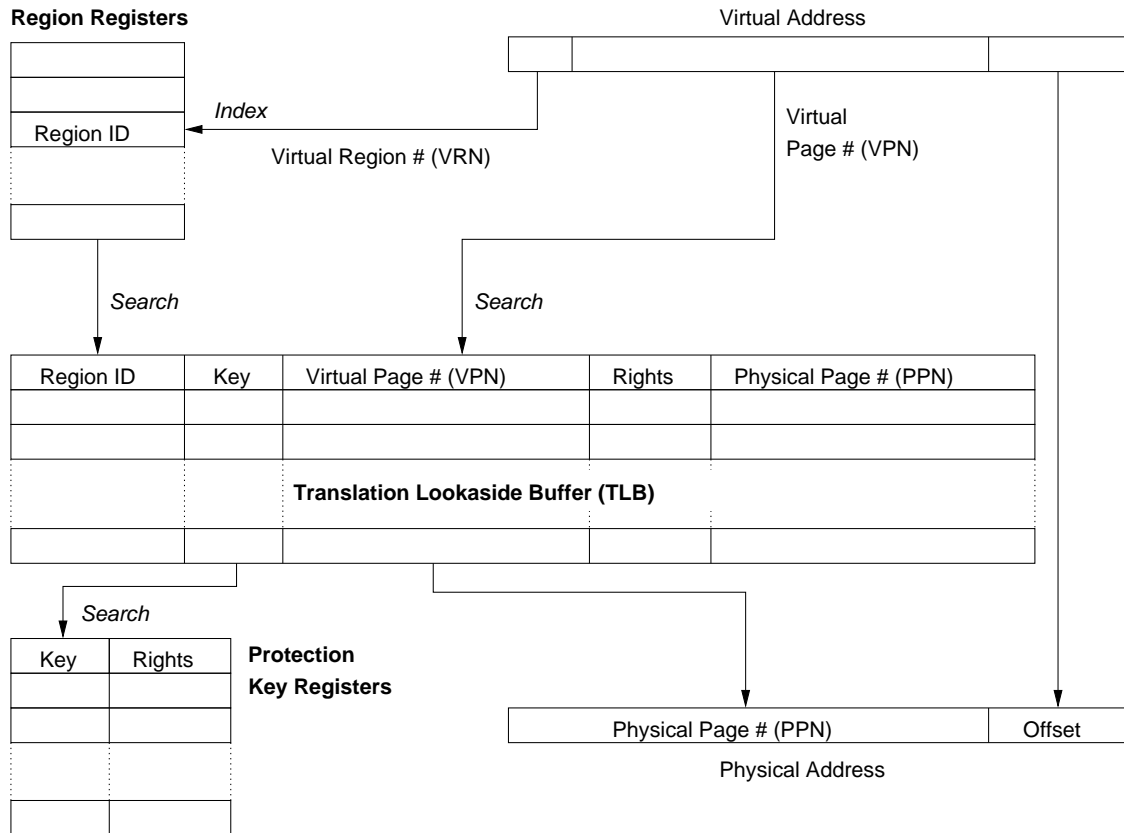 Region Registers
Virtual Address
Index
Region ID
Virtual
Page # (VPN)
Virtual Region # (VRN)
Search
Search
Region ID
Key
Virtual Page # (VPN)
Rights
Physical Page # (PPN)
Translation Lookaside Buffer (TLB)
Search
Key
Rights
Protection
Key Registers
Physical Page # (PPN)
Offset
Physical Address